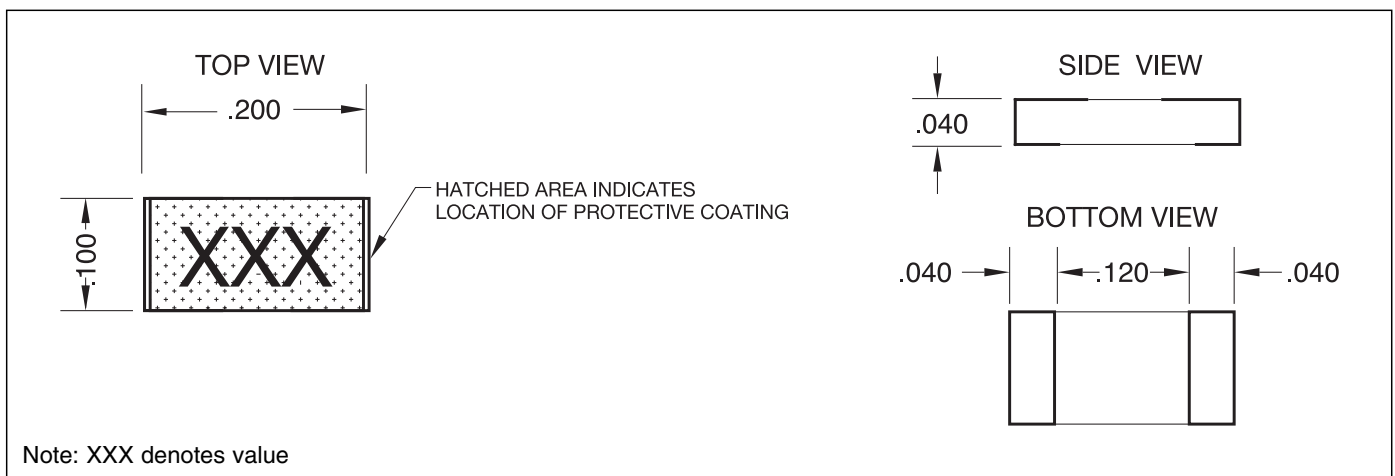 TOP VIEW
.200
.100
XXX
HATCHED AREA INDICATES
LOCATION OF PROTECTIVE COATING
SIDE VIEW
.040
BOTTOM VIEW
.040
.120
.040
Note: XXX denotes value